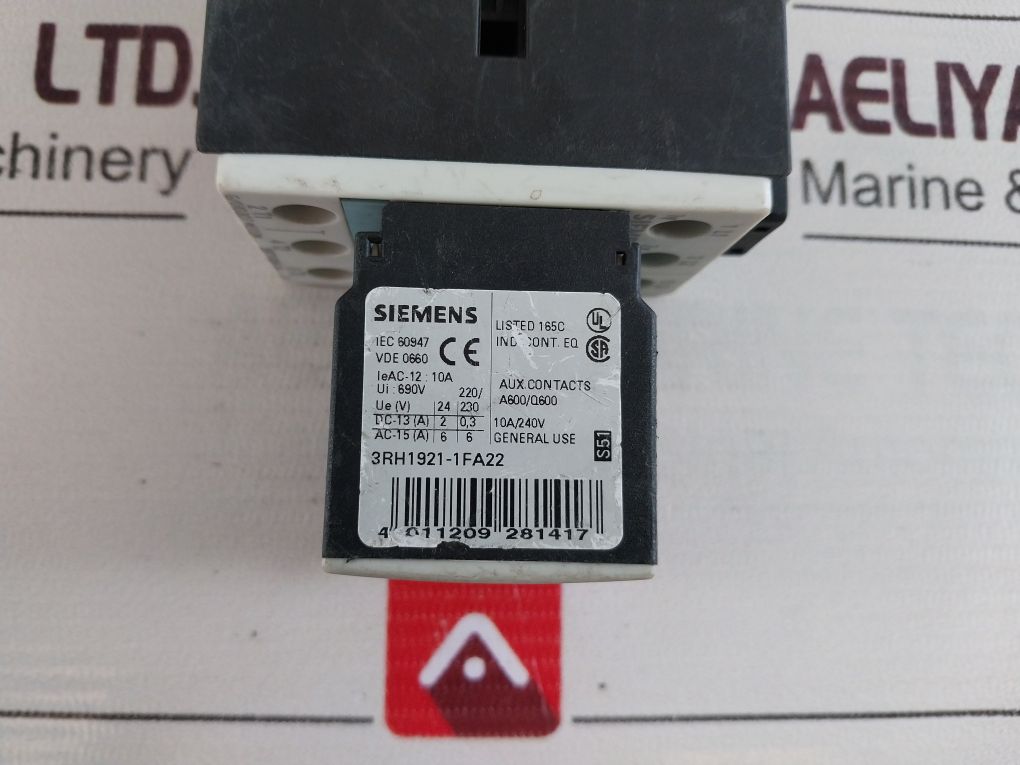 LTD.
chinery
AELIYA
Marine &
SIEMENS
IEC 60947
VDE 0660
CE
IeAC-12 : 10A
Ui : 690V
220/
Ue (V) 24 230
DC-13 (A) 2 0,3
AC-15 (A) 6 6
LISTED 165C
IND. CONT. EQ.
UL
SA
AUX.CONTACTS
A600/Q600
10A/240V
GENERAL USE
S51
3RH1921-1FA22
4 011209 281417